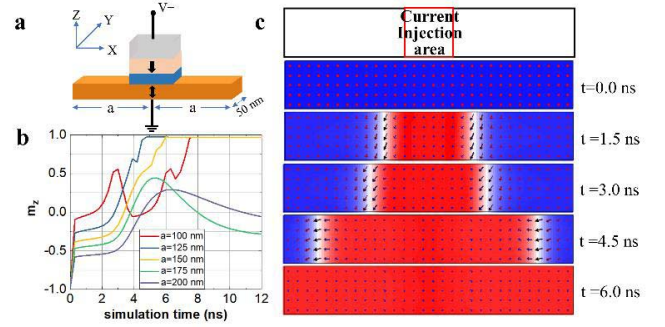 a
V−
Z
Y
X
a
a
50 nm
b
1.0
0.5
0.0
-0.5
-1.0
m_z
a=100 nm
a=125 nm
a=150 nm
a=175 nm
a=200 nm
0 2 4 6 8 10 12
simulation time (ns)
c
Current
Injection
area
t=0.0 ns
t=1.5 ns
t=3.0 ns
t=4.5 ns
t=6.0 ns